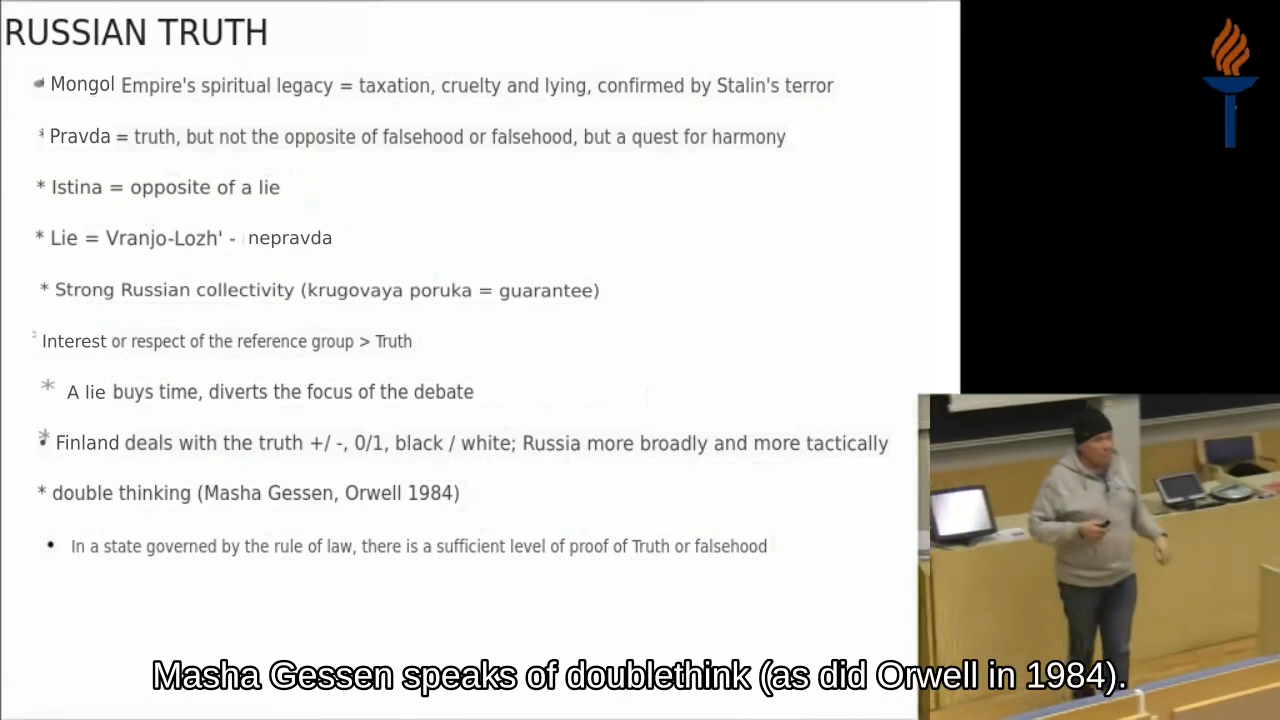 RUSSIAN TRUTH
Mongol Empire's spiritual legacy = taxation, cruelty and lying, confirmed by Stalin's terror
* Pravda = truth, but not the opposite of falsehood or falsehood, but a quest for harmony
* Istina = opposite of a lie
* Lie = Vranjo-Lozh' - nepravda
* Strong Russian collectivity (krugovaya poruka = guarantee)
Interest or respect of the reference group > Truth
* A lie buys time, diverts the focus of the debate
* Finland deals with the truth +/ -, 0/1, black / white; Russia more broadly and more tactically
* double thinking (Masha Gessen, Orwell 1984)
• In a state governed by the rule of law, there is a sufficient level of proof of Truth or falsehood
Masha Gessen speaks of doublethink (as did Orwell in 1984).